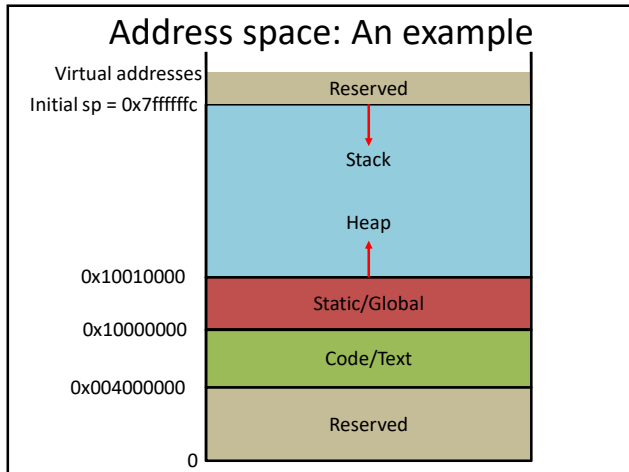 Address space: An example
Virtual addresses
Reserved
Initial sp = 0x7ffffffc
Stack
Heap
0x10010000
Static/Global
0x10000000
Code/Text
0x004000000
Reserved
0